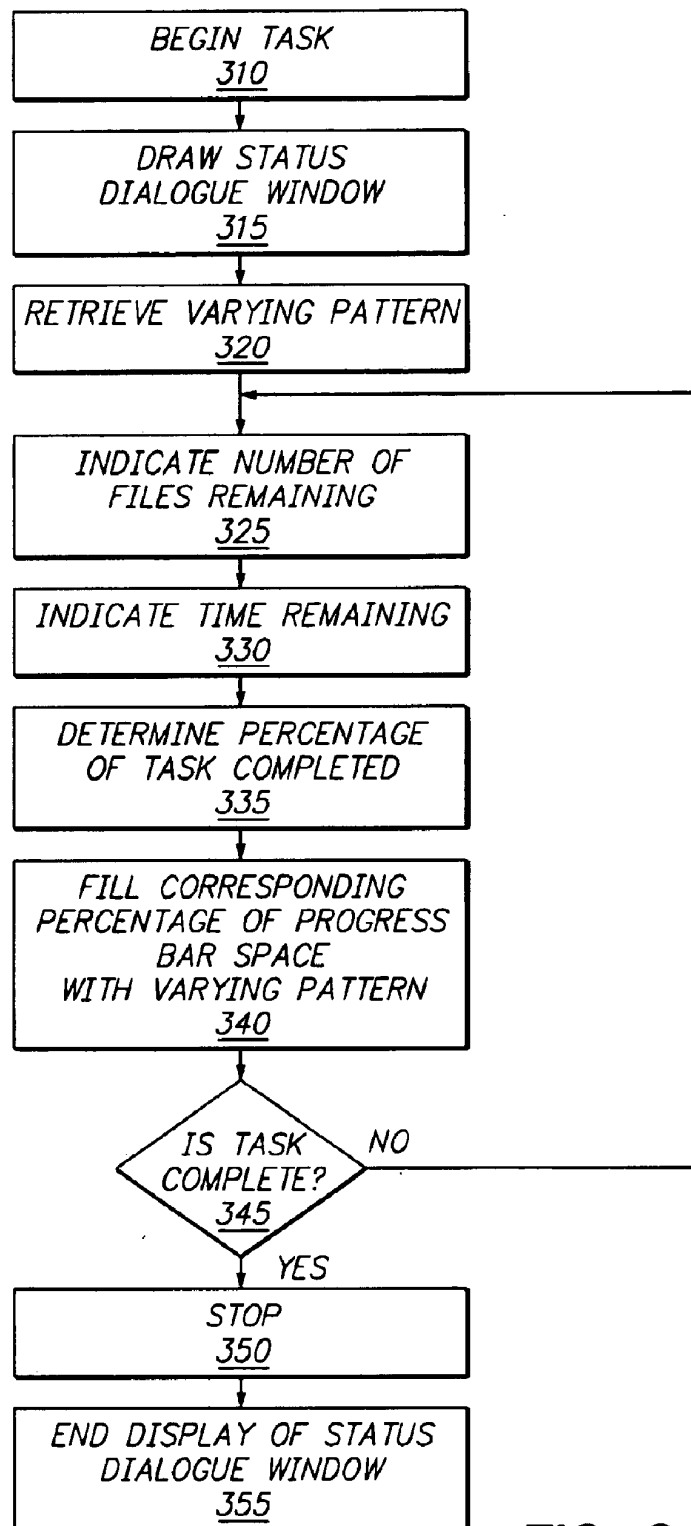 BEGIN TASK
310
DRAW STATUS
DIALOGUE WINDOW
315
RETRIEVE VARYING PATTERN
320
INDICATE NUMBER OF
FILES REMAINING
325
INDICATE TIME REMAINING
330
DETERMINE PERCENTAGE
OF TASK COMPLETED
335
FILL CORRESPONDING
PERCENTAGE OF PROGRESS
BAR SPACE
WITH VARYING PATTERN
340
IS TASK
COMPLETE?
345
NO
YES
STOP
350
END DISPLAY OF STATUS
DIALOGUE WINDOW
355